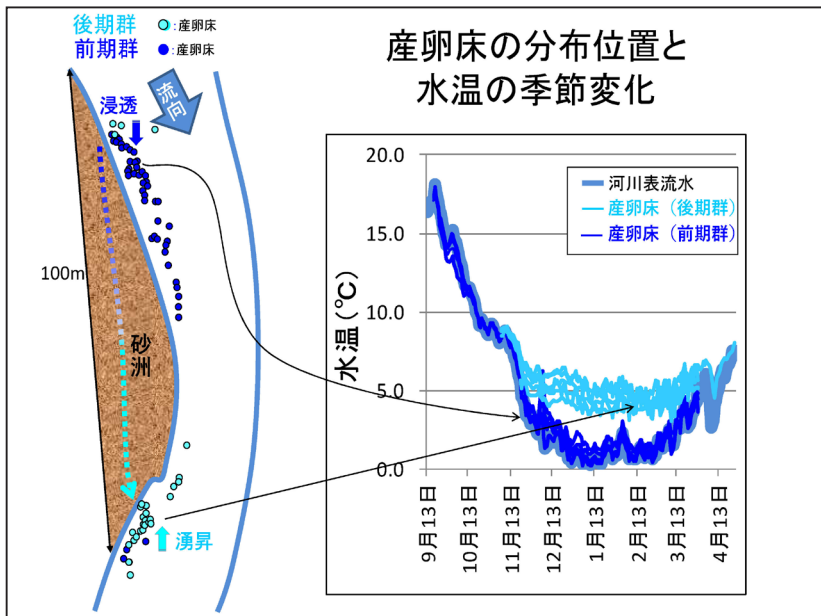 産卵床の分布位置と
水温の季節変化
後期群 :産卵床
前期群 :産卵床
流向
浸透
100m
砂洲
湧昇
水温(℃)
20.0
15.0
10.0
5.0
0.0
河川表流水
産卵床(後期群)
産卵床(前期群)
9月13日
10月13日
11月13日
12月13日
1月13日
2月13日
3月13日
4月13日